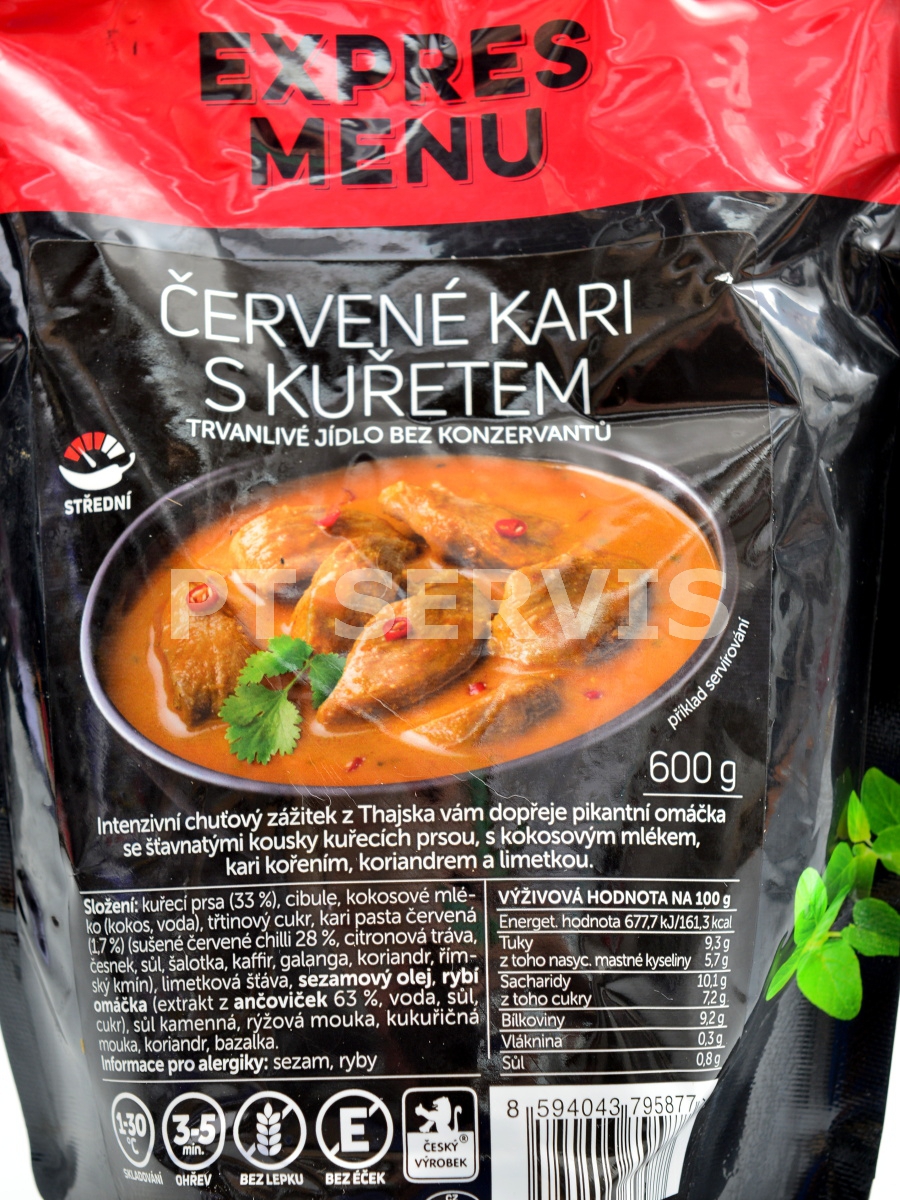 EXPRES
MENU
ČERVENÉ KARI
S KUŘETEM
TRVANLIVÉ JÍDLO BEZ KONZERVANTŮ
STŘEDNÍ
PT SERVIS
příklad servírování
600 g
Intenzivní chuťový zážitek z Thajska vám dopřeje pikantní omáčka
se šťavnatými kousky kuřecích prsou, s kokosovým mlékem,
kari kořením, koriandrem a limetkou.
Složení: kuřecí prsa (33 %), cibule, kokosové mlé-
ko (kokos, voda), třtinový cukr, kari pasta červená
(1,7 %) (sušené červené chilli 28 %, citronová tráva,
česnek, sůl, šalotka, kaffir, galanga, koriandr, řím-
ský kmín), limetková šťáva, sezamový olej, rybí
omáčka (extrakt z ančoviček 63 %, voda, sůl,
cukr), sůl kamenná, rýžová mouka, kukuřičná
mouka, koriandr, bazalka.
Informace pro alergiky: sezam, ryby
VÝŽIVOVÁ HODNOTA NA 100 g
Energet. hodnota 677,7 kJ/161,3 kcal
Tuky 9,3 g
z toho nasyc. mastné kyseliny 5,7 g
Sacharidy 10,1 g
z toho cukry 7,2 g
Bílkoviny 9,2 g
Vláknina 0,3 g
Sůl 0,8 g
1-30
°C
SKLADOVÁNÍ
3-5
min.
OHŘEV
BEZ LEPKU
E
BEZ ÉČEK
ČESKÝ®
VÝROBEK
8 594043 795877
CZ